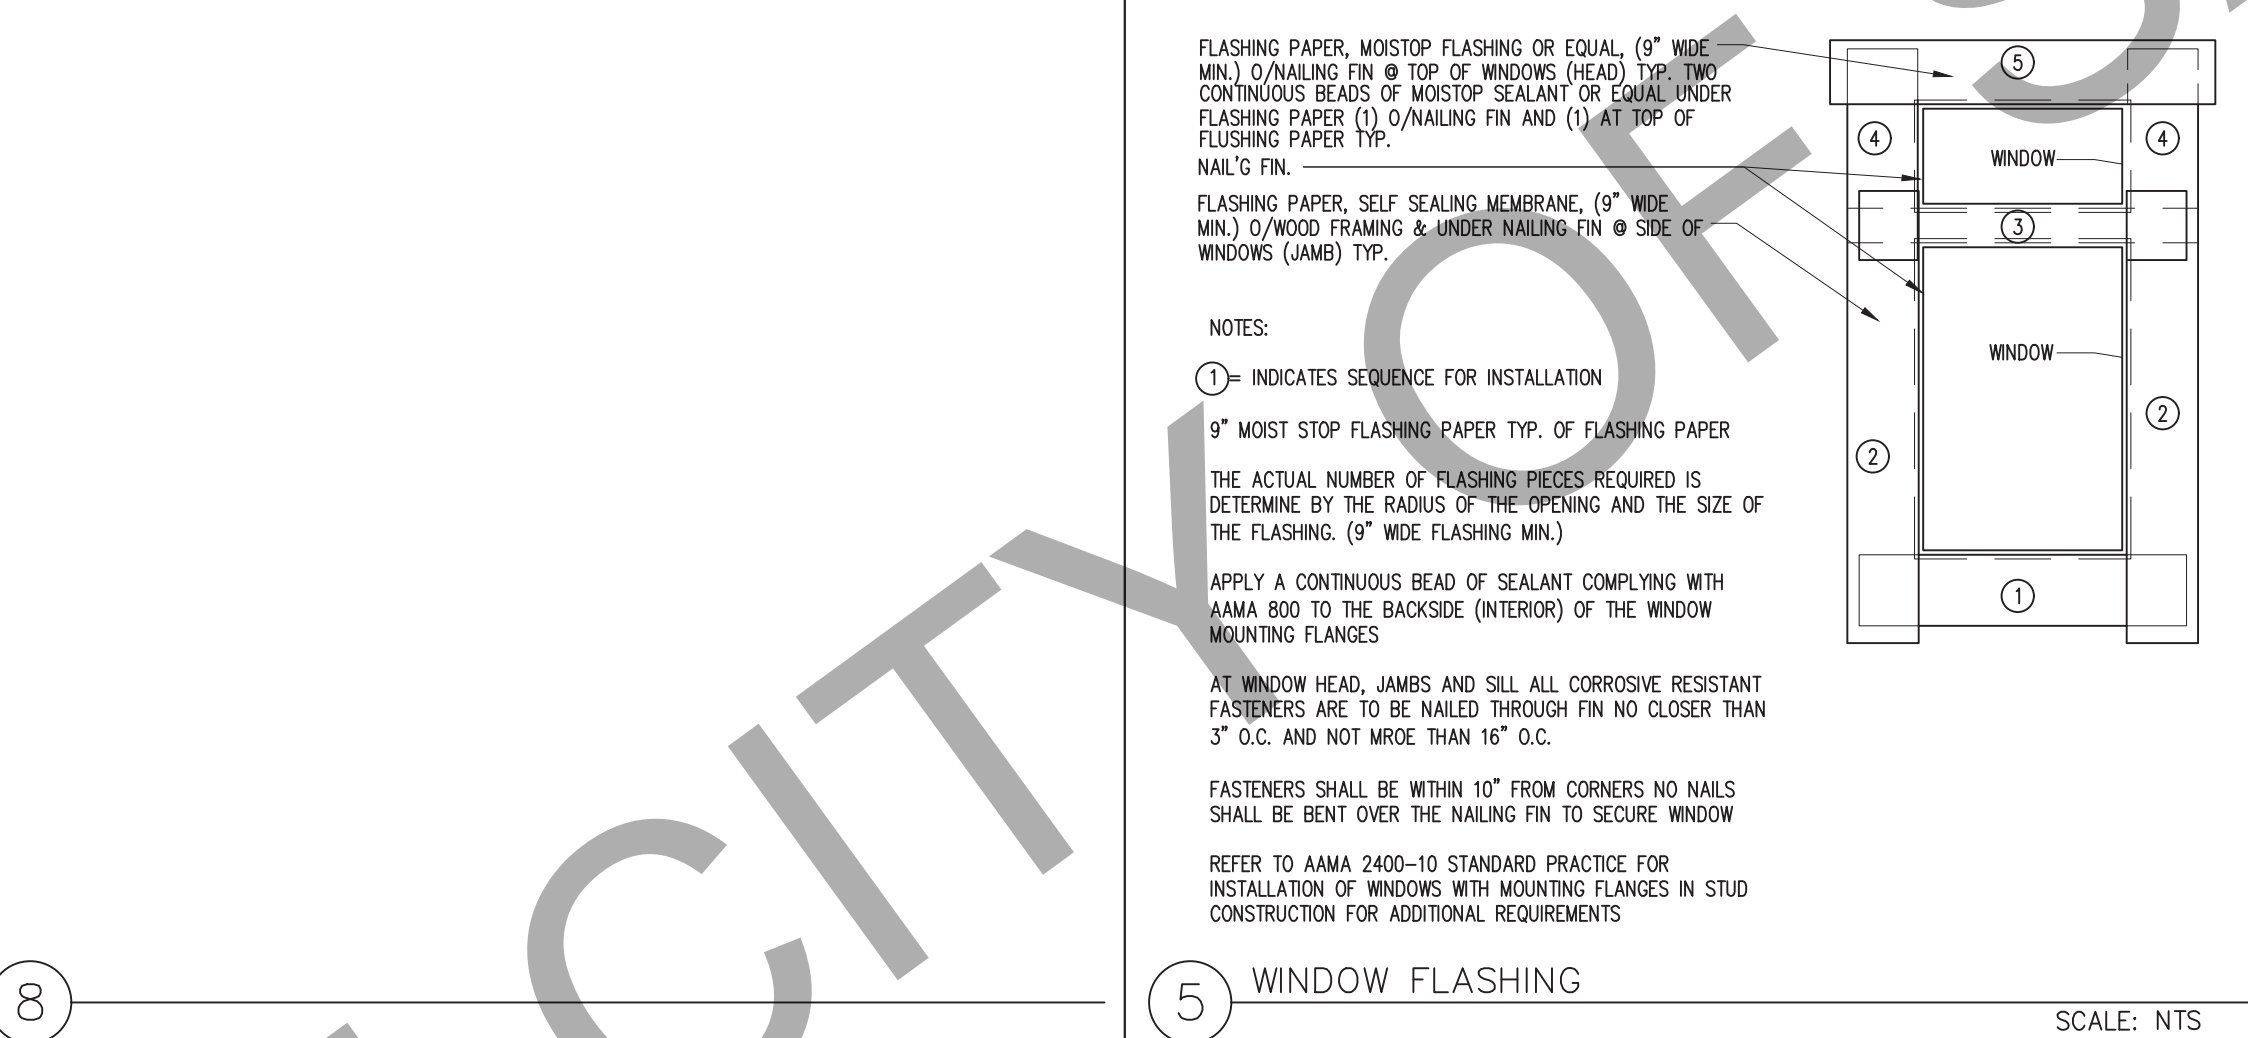 FLASHING PAPER, MOISTOP FLASHING OR EQUAL, (9" WIDE
MIN.) O/NAILING FIN @ TOP OF WINDOWS (HEAD) TYP. TWO
CONTINUOUS BEADS OF MOISTOP SEALANT OR EQUAL UNDER
FLASHING PAPER (1) O/NAILING FIN AND (1) AT TOP OF
FLUSHING PAPER TYP.
NAIL'G FIN.
FLASHING PAPER, SELF SEALING MEMBRANE, (9" WIDE
MIN.) O/WOOD FRAMING & UNDER NAILING FIN @ SIDE OF
WINDOWS (JAMB) TYP.
5
4
4
WINDOW
3
WINDOW
2
2
1
NOTES:
1 = INDICATES SEQUENCE FOR INSTALLATION
9" MOIST STOP FLASHING PAPER TYP. OF FLASHING PAPER
THE ACTUAL NUMBER OF FLASHING PIECES REQUIRED IS
DETERMINE BY THE RADIUS OF THE OPENING AND THE SIZE OF
THE FLASHING. (9" WIDE FLASHING MIN.)
APPLY A CONTINUOUS BEAD OF SEALANT COMPLYING WITH
AAMA 800 TO THE BACKSIDE (INTERIOR) OF THE WINDOW
MOUNTING FLANGES
AT WINDOW HEAD, JAMBS AND SILL ALL CORROSIVE RESISTANT
FASTENERS ARE TO BE NAILED THROUGH FIN NO CLOSER THAN
3" O.C. AND NOT MROE THAN 16" O.C.
FASTENERS SHALL BE WITHIN 10" FROM CORNERS NO NAILS
SHALL BE BENT OVER THE NAILING FIN TO SECURE WINDOW
REFER TO AAMA 2400-10 STANDARD PRACTICE FOR
INSTALLATION OF WINDOWS WITH MOUNTING FLANGES IN STUD
CONSTRUCTION FOR ADDITIONAL REQUIREMENTS
8
5 WINDOW FLASHING
SCALE: NTS
CITY OF